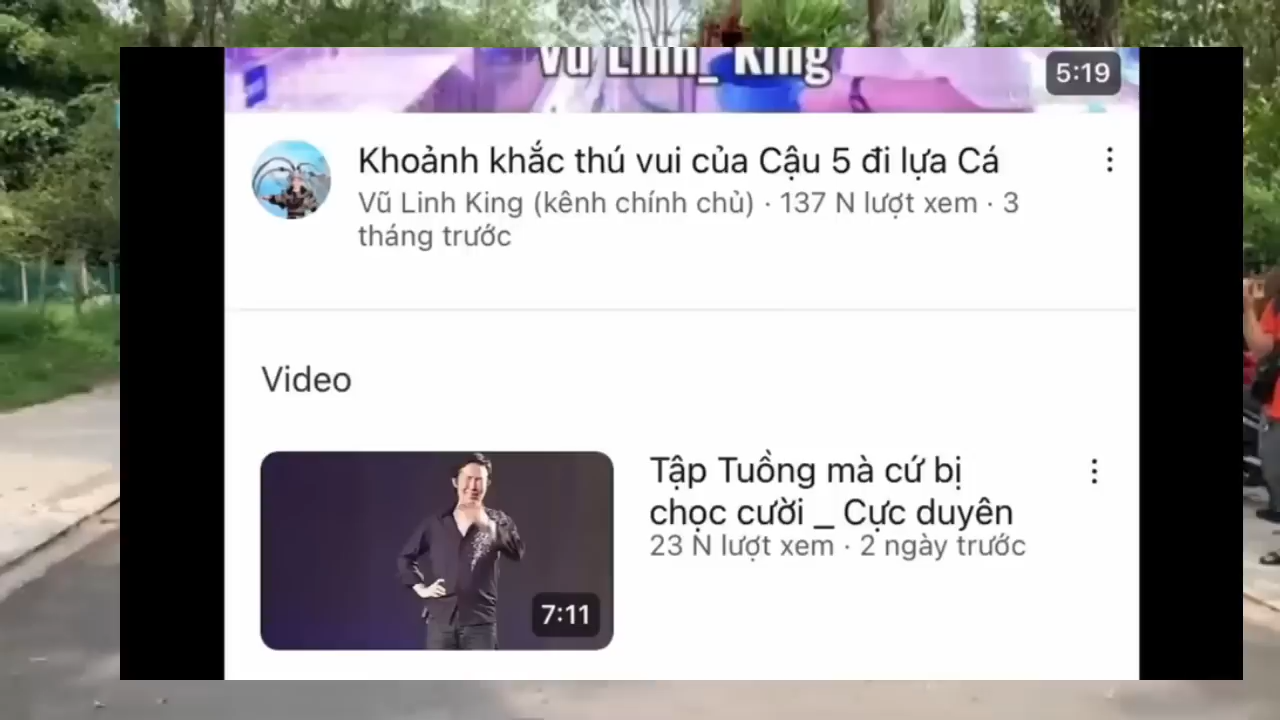 Vũ Linh_ King
5:19
Khoảnh khắc thú vui của Cậu 5 đi lựa Cá
Vũ Linh King (kênh chính chủ) · 137 N lượt xem · 3
tháng trước
Video
Tập Tuồng mà cứ bị
chọc cười _ Cực duyên
23 N lượt xem · 2 ngày trước
7:11